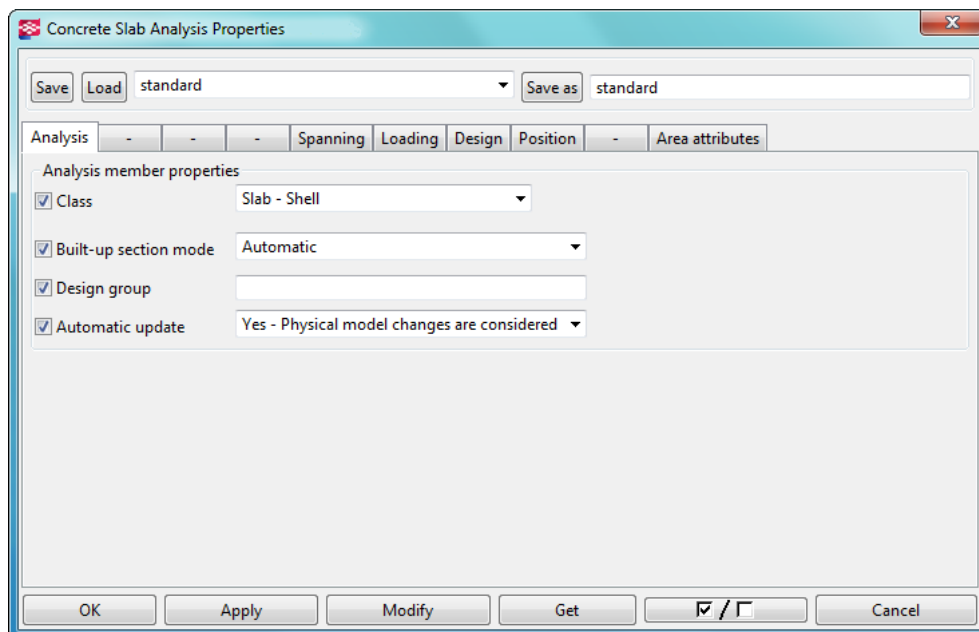 Concrete Slab Analysis Properties
Save Load standard Save as standard
Analysis - - - Spanning Loading Design Position - Area attributes
Analysis member properties
Class Slab - Shell
Built-up section mode Automatic
Design group
Automatic update Yes - Physical model changes are considered
OK Apply Modify Get / Cancel